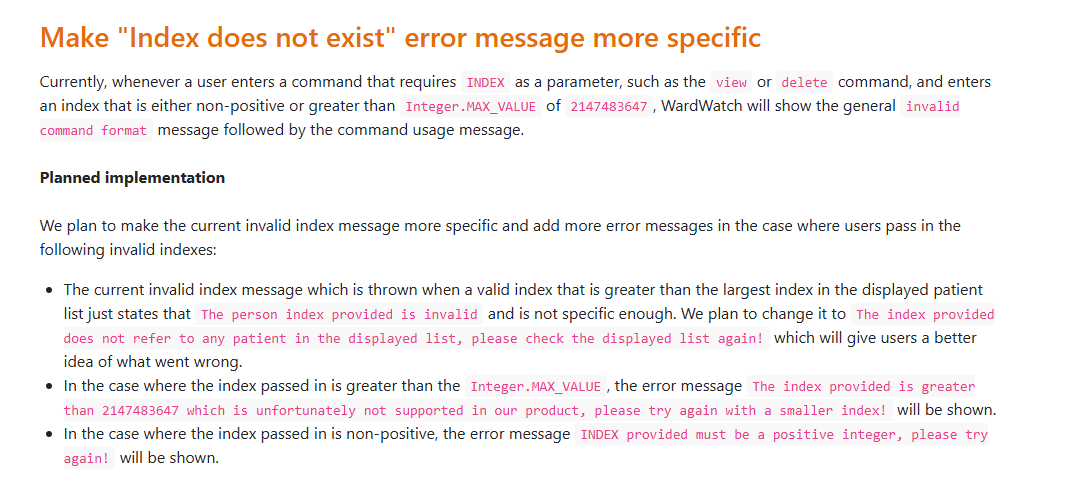 Make "Index does not exist" error message more specific
Currently, whenever a user enters a command that requires INDEX as a parameter, such as the view or delete command, and enters
an index that is either non-positive or greater than Integer.MAX_VALUE of 2147483647 , WardWatch will show the general invalid
command format message followed by the command usage message.
Planned implementation
We plan to make the current invalid index message more specific and add more error messages in the case where users pass in the
following invalid indexes:
• The current invalid index message which is thrown when a valid index that is greater than the largest index in the displayed patient
list just states that The person index provided is invalid and is not specific enough. We plan to change it to The index provided
does not refer to any patient in the displayed list, please check the displayed list again! which will give users a better
idea of what went wrong.
• In the case where the index passed in is greater than the Integer.MAX_VALUE , the error message The index provided is greater
than 2147483647 which is unfortunately not supported in our product, please try again with a smaller index! will be shown.
• In the case where the index passed in is non-positive, the error message INDEX provided must be a positive integer, please try
again! will be shown.